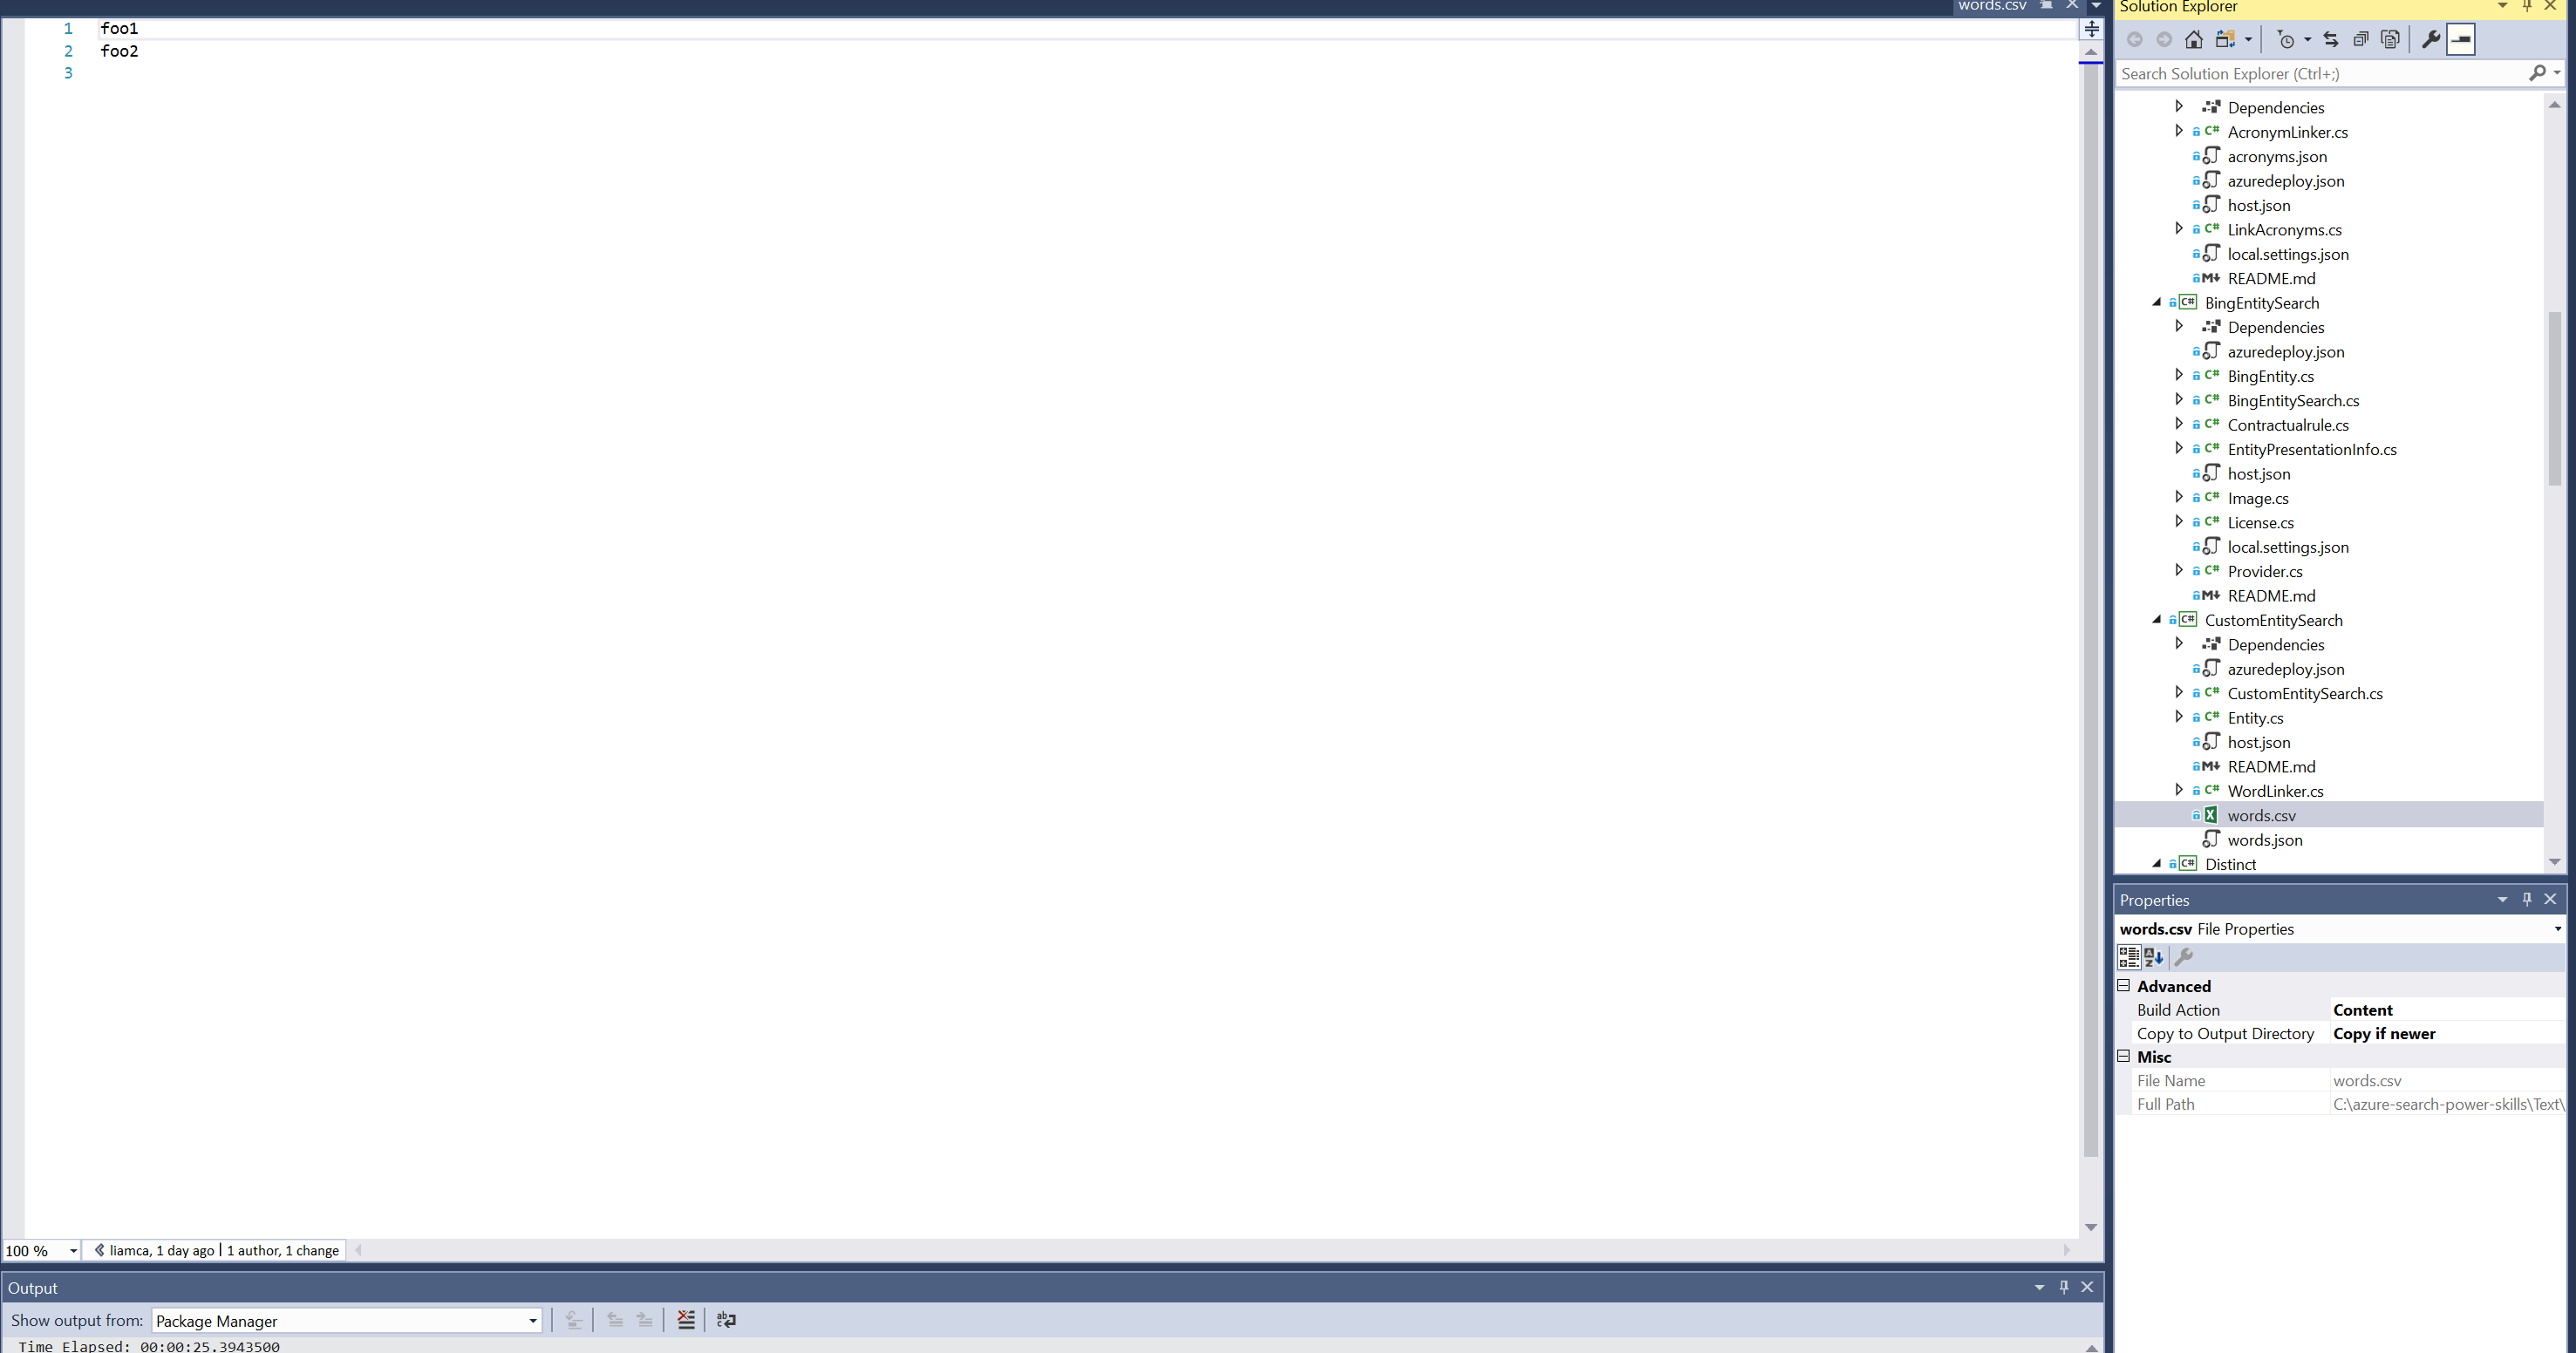 words.csv
1 foo1
2 foo2
3
100 %
liamca, 1 day ago | 1 author, 1 change
Output
Show output from: Package Manager
Time Elapsed: 00:00:25.3943500
Solution Explorer
Search Solution Explorer (Ctrl+;)
Dependencies
C# AcronymLinker.cs
acronyms.json
azuredeploy.json
host.json
C# LinkAcronyms.cs
local.settings.json
M README.md
C# BingEntitySearch
Dependencies
azuredeploy.json
C# BingEntity.cs
C# BingEntitySearch.cs
C# Contractualrule.cs
C# EntityPresentationInfo.cs
host.json
C# Image.cs
C# License.cs
local.settings.json
C# Provider.cs
M README.md
C# CustomEntitySearch
Dependencies
azuredeploy.json
C# CustomEntitySearch.cs
C# Entity.cs
host.json
M README.md
C# WordLinker.cs
X words.csv
words.json
C# Distinct
Properties
words.csv File Properties
Advanced
Build Action Content
Copy to Output Directory Copy if newer
Misc
File Name words.csv
Full Path C:\azure-search-power-skills\Text\